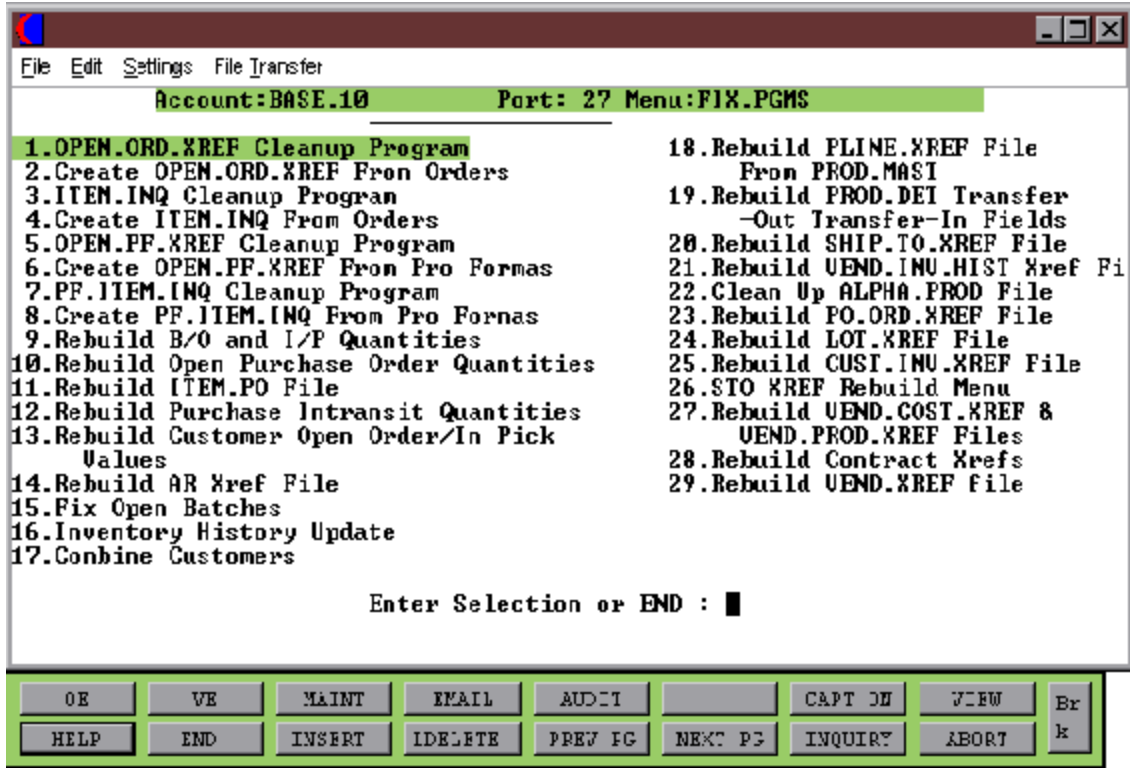 File Edit Settings File Transfer
Account:BASE.10 Port: 27 Menu:FIX.PGMS
1.OPEN.ORD.XREF Cleanup Program
2.Create OPEN.ORD.XREF From Orders
3.ITEM.INQ Cleanup Program
4.Create ITEM.INQ From Orders
5.OPEN.PF.XREF Cleanup Program
6.Create OPEN.PF.XREF From Pro Formas
7.PF.ITEM.INQ Cleanup Program
8.Create PF.ITEM.INQ From Pro Formas
9.Rebuild B/O and I/P Quantities
10.Rebuild Open Purchase Order Quantities
11.Rebuild ITEM.PO File
12.Rebuild Purchase Intransit Quantities
13.Rebuild Customer Open Order/In Pick
Values
14.Rebuild AR Xref File
15.Fix Open Batches
16.Inventory History Update
17.Combine Customers
18.Rebuild PLINE.XREF File
From PROD.MAST
19.Rebuild PROD.DET Transfer
-Out Transfer-In Fields
20.Rebuild SHIP.TO.XREF File
21.Rebuild VEND.INV.HIST Xref Fi
22.Clean Up ALPHA.PROD File
23.Rebuild PO.ORD.XREF File
24.Rebuild LOT.XREF File
25.Rebuild CUST.INV.XREF File
26.STO XREF Rebuild Menu
27.Rebuild VEND.COST.XREF &
VEND.PROD.XREF Files
28.Rebuild Contract Xrefs
29.Rebuild VEND.XREF file
Enter Selection or END :
OE VE MAINT EMAIL AUDIT CAPT ON VIEW Br
HELP END INSERT IDELETE PREV PG NEXT PG INQUIRY ABORT k